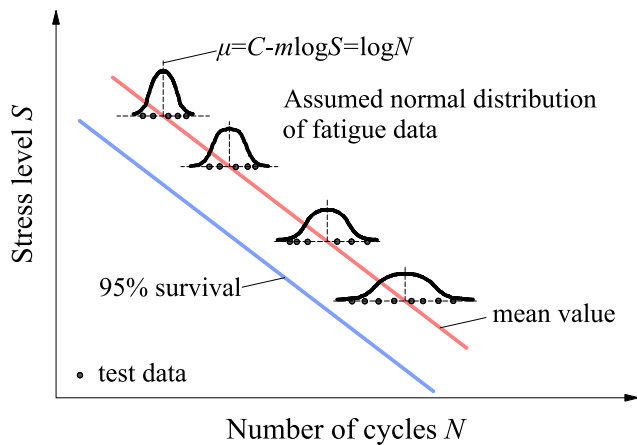 μ=C-mlogS=logN
Assumed normal distribution
of fatigue data
Stress level S
95% survival
mean value
test data
Number of cycles N